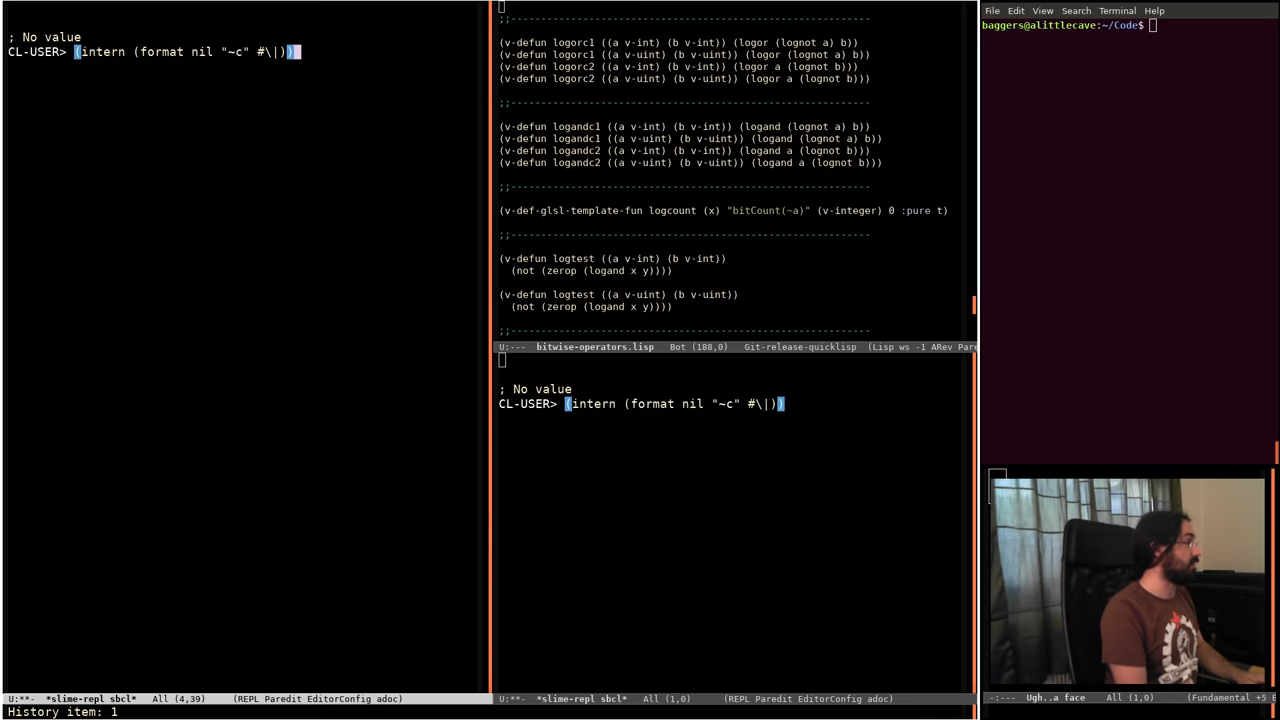 ; No value
CL-USER> (intern (format nil "~c" #\|))
U:**-  *slime-repl sbcl*   All (4,39)    (REPL Paredit EditorConfig adoc)
History item: 1
;;------------------------------------------------------------
(v-defun logorc1 ((a v-int) (b v-int)) (logor (lognot a) b))
(v-defun logorc1 ((a v-uint) (b v-uint)) (logor (lognot a) b))
(v-defun logorc2 ((a v-int) (b v-int)) (logor a (lognot b)))
(v-defun logorc2 ((a v-uint) (b v-uint)) (logor a (lognot b)))
;;------------------------------------------------------------
(v-defun logandc1 ((a v-int) (b v-int)) (logand (lognot a) b))
(v-defun logandc1 ((a v-uint) (b v-uint)) (logand (lognot a) b))
(v-defun logandc2 ((a v-int) (b v-int)) (logand a (lognot b)))
(v-defun logandc2 ((a v-uint) (b v-uint)) (logand a (lognot b)))
;;------------------------------------------------------------
(v-def-glsl-template-fun logcount (x) "bitCount(~a)" (v-integer) 0 :pure t)
;;------------------------------------------------------------
(v-defun logtest ((a v-int) (b v-int))
  (not (zerop (logand x y))))
(v-defun logtest ((a v-uint) (b v-uint))
  (not (zerop (logand x y))))
;;------------------------------------------------------------
U:---  bitwise-operators.lisp   Bot (188,0)   Git-release-quicklisp  (Lisp ws -1 ARev Pare
; No value
CL-USER> (intern (format nil "~c" #\|))
U:**-  *slime-repl sbcl*   All (1,0)     (REPL Paredit EditorConfig adoc)
File Edit View Search Terminal Help
baggers@alittlecave:~/Code$
-:---  Ugh..a face    All (1,0)      (Fundamental +5 F